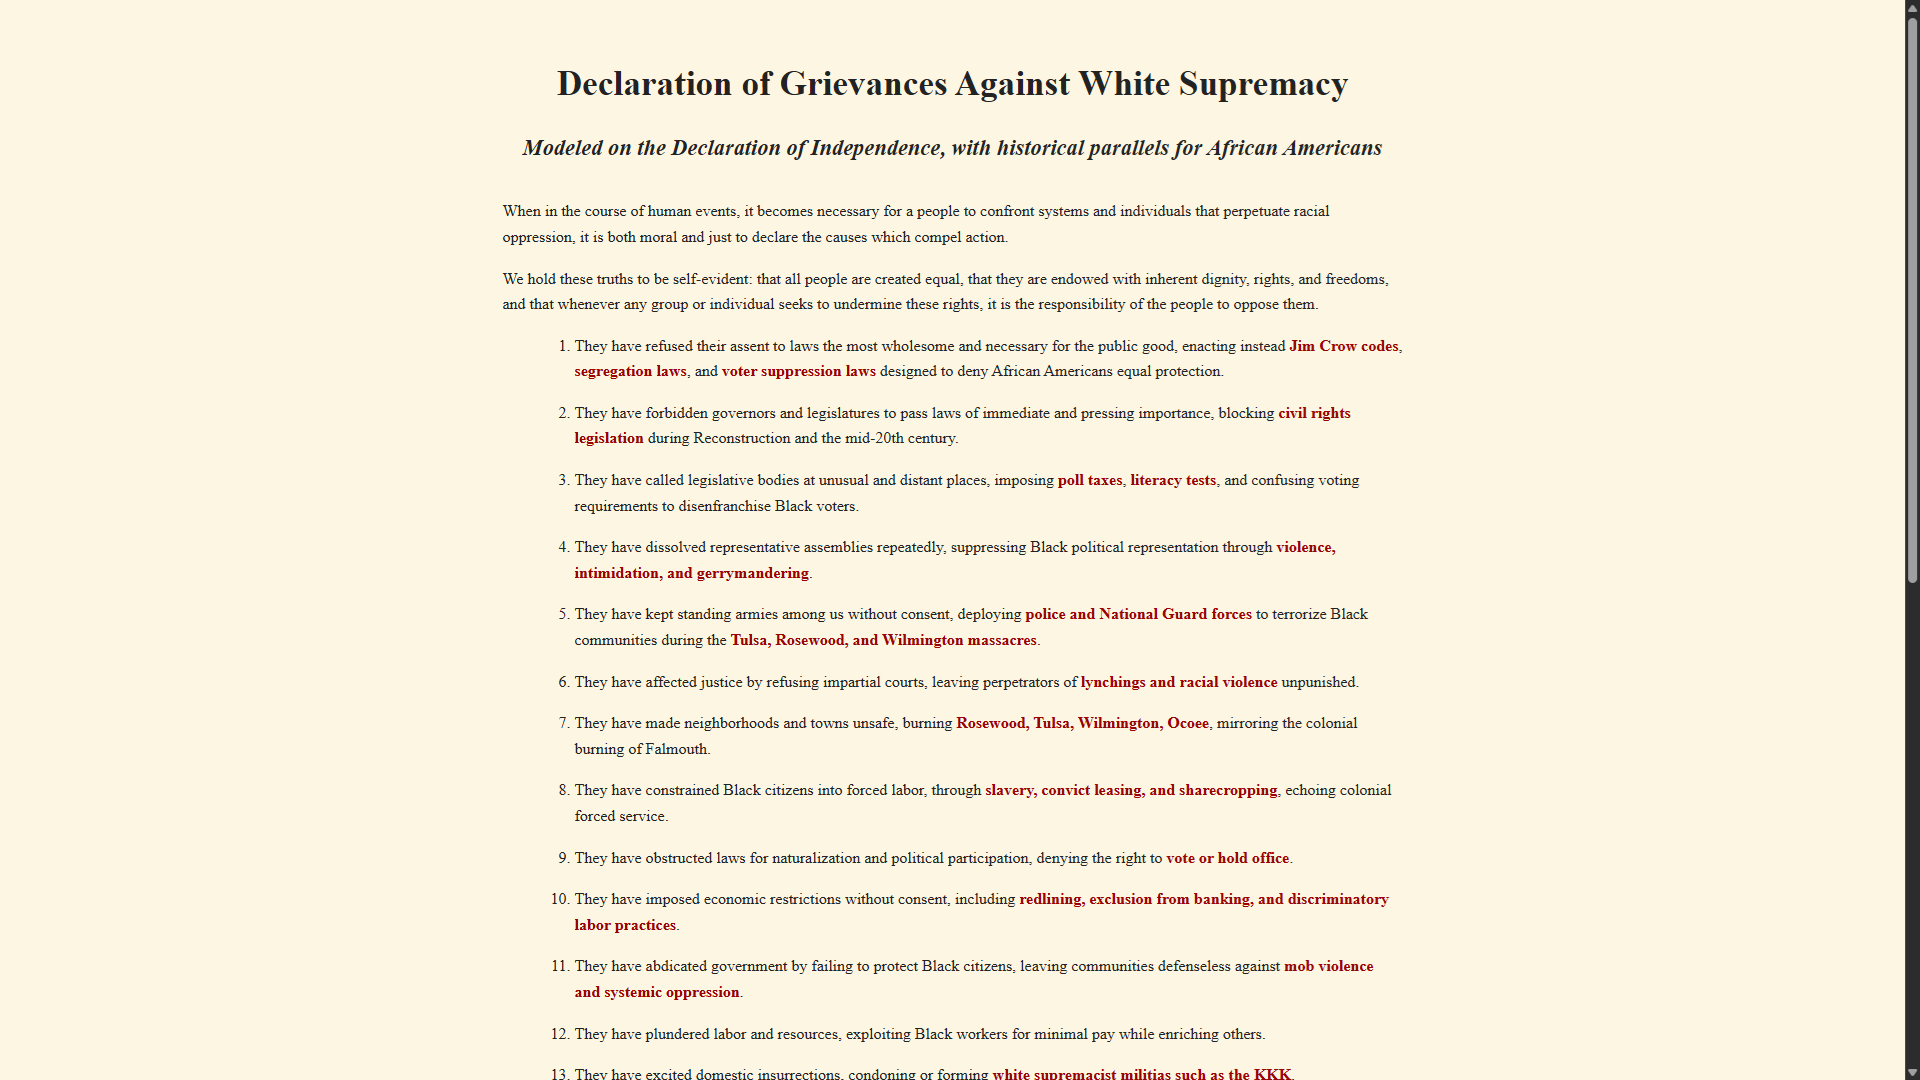 Declaration of Grievances Against White Supremacy
Modeled on the Declaration of Independence, with historical parallels for African Americans
When in the course of human events, it becomes necessary for a people to confront systems and individuals that perpetuate racial
oppression, it is both moral and just to declare the causes which compel action.
We hold these truths to be self-evident: that all people are created equal, that they are endowed with inherent dignity, rights, and freedoms,
and that whenever any group or individual seeks to undermine these rights, it is the responsibility of the people to oppose them.
1. They have refused their assent to laws the most wholesome and necessary for the public good, enacting instead Jim Crow codes,
segregation laws, and voter suppression laws designed to deny African Americans equal protection.
2. They have forbidden governors and legislatures to pass laws of immediate and pressing importance, blocking civil rights
legislation during Reconstruction and the mid-20th century.
3. They have called legislative bodies at unusual and distant places, imposing poll taxes, literacy tests, and confusing voting
requirements to disenfranchise Black voters.
4. They have dissolved representative assemblies repeatedly, suppressing Black political representation through violence,
intimidation, and gerrymandering.
5. They have kept standing armies among us without consent, deploying police and National Guard forces to terrorize Black
communities during the Tulsa, Rosewood, and Wilmington massacres.
6. They have affected justice by refusing impartial courts, leaving perpetrators of lynchings and racial violence unpunished.
7. They have made neighborhoods and towns unsafe, burning Rosewood, Tulsa, Wilmington, Ocoee, mirroring the colonial
burning of Falmouth.
8. They have constrained Black citizens into forced labor, through slavery, convict leasing, and sharecropping, echoing colonial
forced service.
9. They have obstructed laws for naturalization and political participation, denying the right to vote or hold office.
10. They have imposed economic restrictions without consent, including redlining, exclusion from banking, and discriminatory
labor practices.
11. They have abdicated government by failing to protect Black citizens, leaving communities defenseless against mob violence
and systemic oppression.
12. They have plundered labor and resources, exploiting Black workers for minimal pay while enriching others.
13. They have excited domestic insurrections, condoning or forming white supremacist militias such as the KKK.